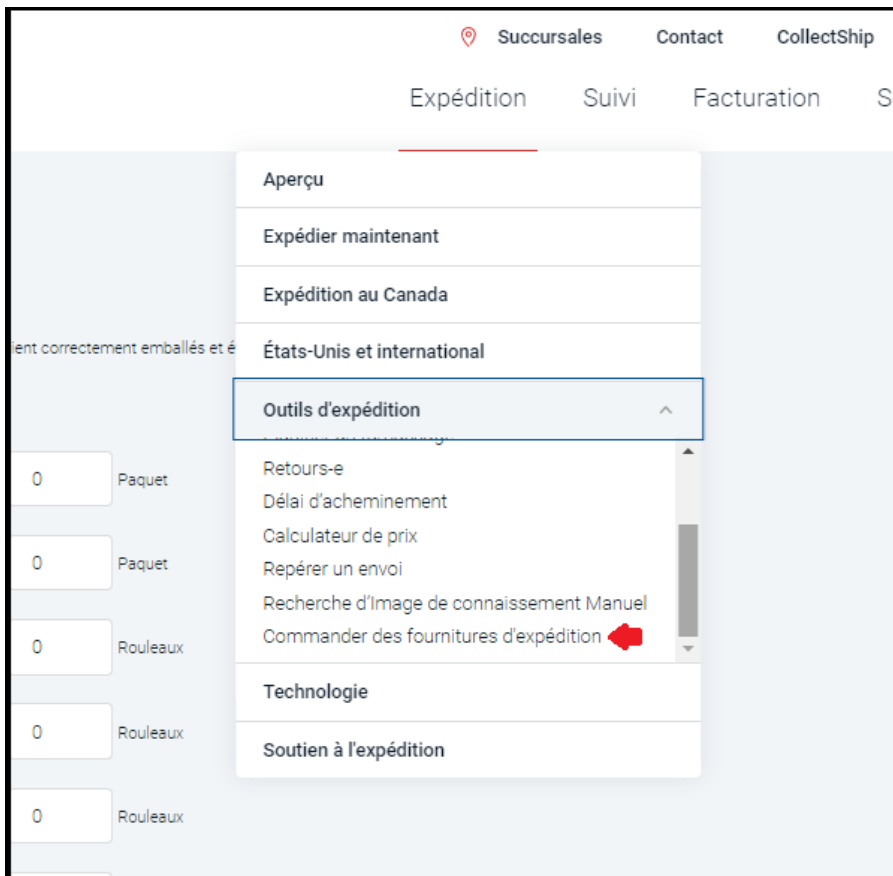 Succursales Contact CollectShip
Expédition Suivi Facturation S
Aperçu
Expédier maintenant
Expédition au Canada
ient correctement emballés et é
États-Unis et international
Outils d'expédition
Retours-e
0 Paquet
Délai d'acheminement
Calculateur de prix
0 Paquet
Repérer un envoi
Recherche d'Image de connaissement Manuel
Commander des fournitures d'expédition
0 Rouleaux
Technologie
0 Rouleaux
Soutien à l'expédition
0 Rouleaux